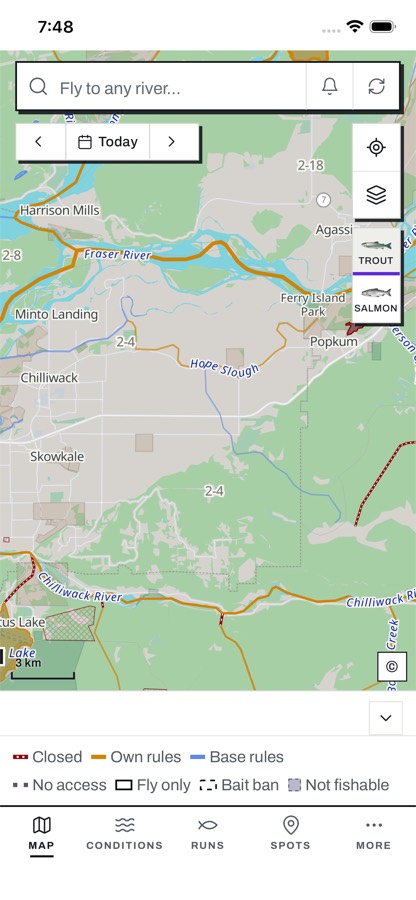 7:48
Fly to any river...
Today
2-18
7
Harrison Mills
Agassi
2-8
Fraser River
TROUT
Ferry Island
Park
SALMON
Minto Landing
2-4
Popkum
Hope Slough
Chilliwack
Skowkale
2-4
Chilliwack River
Chilliwack Ri
tus Lake
Lake
Creek
3 km
©
Closed
Own rules
Base rules
No access
Fly only
Bait ban
Not fishable
MAP
CONDITIONS
RUNS
SPOTS
MORE